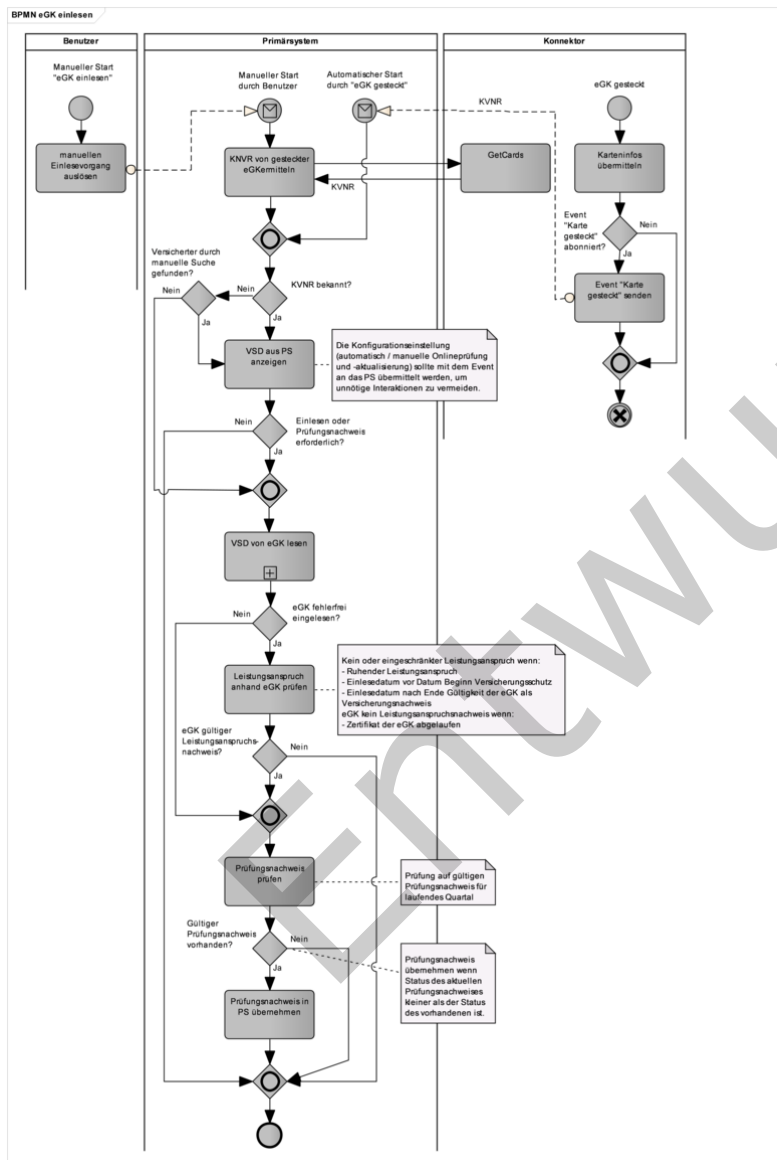 BPMN eGK einlesen
Benutzer
Primärsystem
Konnektor
Manueller Start
"eGK einlesen"
Manueller Start
durch Benutzer
Automatischer Start
durch "eGK gesteckt"
eGK gesteckt
KVNR
manuellen
Einlesevorgang
auslösen
KNVR von gesteckter
eGKermitteln
GetCards
Karteninfos
übermitteln
KVNR
Event
"Karte
gesteckt"
abonniert?
Nein
Ja
Versicherter durch
manuelle Suche
gefunden?
Nein
Nein
KVNR bekannt?
Ja
Ja
Event "Karte
gesteckt" senden
VSD aus PS
anzeigen
Die Konfigurationseinstellung
(automatisch / manuelle Onlineprüfung
und -aktualisierung) sollte mit dem Event
an das PS übermittelt werden, um
unnötige Interaktionen zu vermeiden.
Nein
Einlesen oder
Prüfungsnachweis
erforderlich?
Ja
VSD von eGK lesen
Nein
eGK fehlerfrei
eingelesen?
Ja
Leistungsanspruch
anhand eGK prüfen
Kein oder eingeschränkter Leistungsanspruch wenn:
- Ruhender Leistungsanspruch
- Einlesedatum vor Datum Beginn Versicherungsschutz
- Einlesedatum nach Ende Gültigkeit der eGK als
Versicherungsnachweis
eGK kein Leistungsanspruchsnachweis wenn:
- Zertifikat der eGK abgelaufen
eGK gültiger
Leistungsanspruchs-
nachweis?
Nein
Ja
Prüfungsnachweis
prüfen
Prüfung auf gültigen
Prüfungsnachweis für
laufendes Quartal
Gültiger
Prüfungsnachweis
vorhanden?
Nein
Ja
Prüfungsnachweis
übernehmen wenn
Status des aktuellen
Prüfungsnachweises
kleiner als der Status
des vorhandenen ist.
Prüfungsnachweis in
PS übernehmen
Entwu